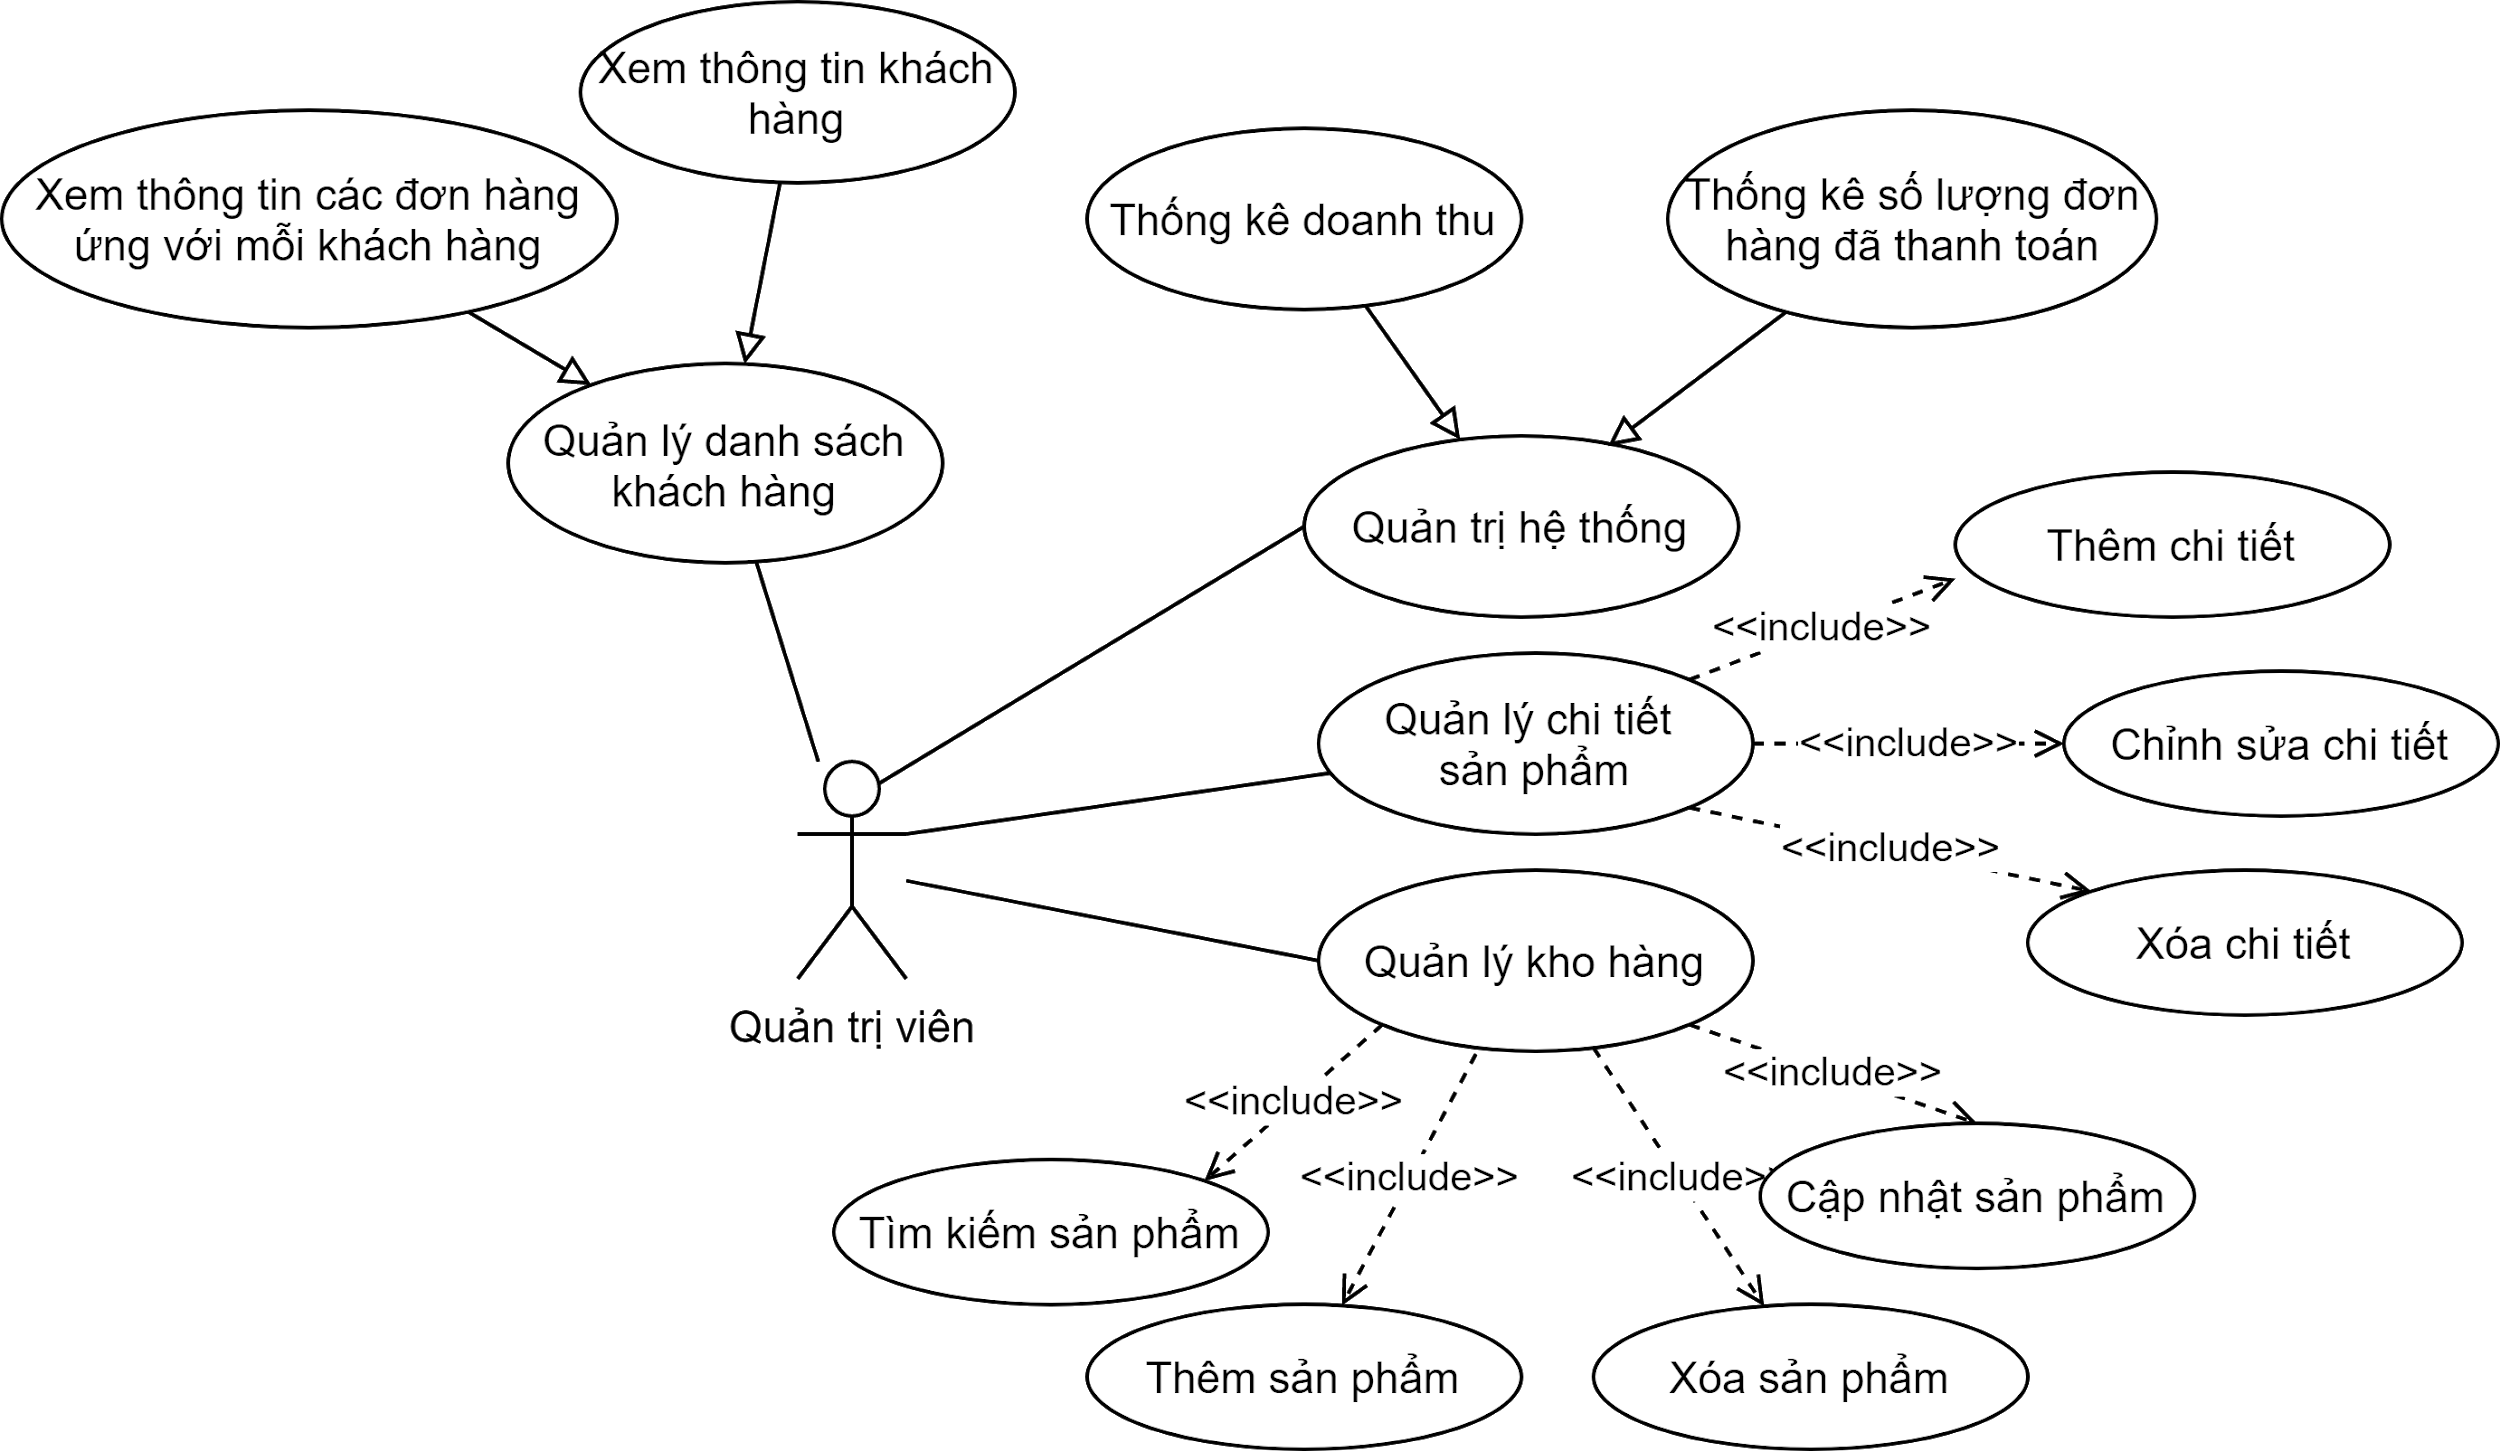 Xem thông tin khách
hàng
Xem thông tin các đơn hàng
ứng với mỗi khách hàng
Thống kê doanh thu
Thống kê số lượng đơn
hàng đã thanh toán
Quản lý danh sách
khách hàng
Quản trị hệ thống
Thêm chi tiết
<<include>>
Quản lý chi tiết
sản phẩm
<<include>>
Chỉnh sửa chi tiết
<<include>>
Xóa chi tiết
Quản lý kho hàng
Quản trị viên
<<include>>
<<include>>
<<include>>
<<include>
Cập nhật sản phẩm
Tìm kiếm sản phẩm
Thêm sản phẩm
Xóa sản phẩm